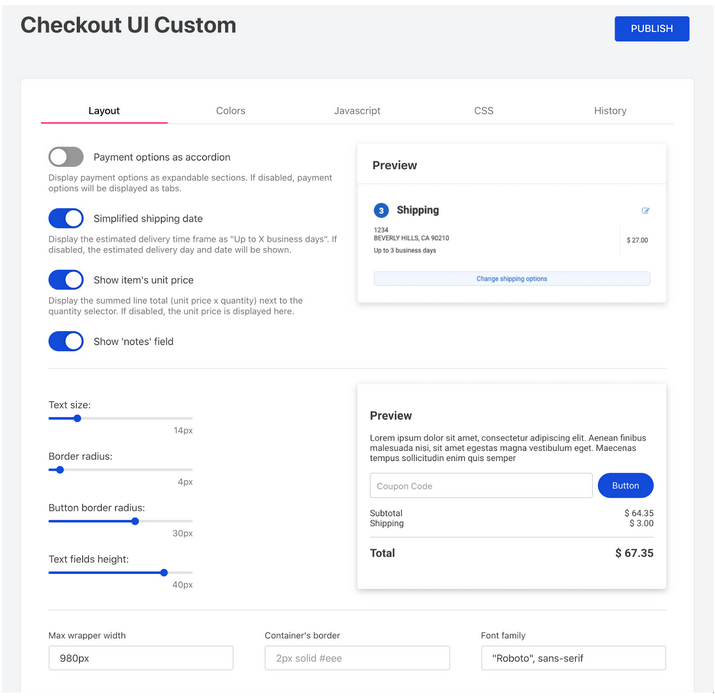 Checkout UI Custom
PUBLISH
Layout
Colors
Javascript
CSS
History
Payment options as accordion
Display payment options as expandable sections. If disabled, payment
options will be displayed as tabs.
Simplified shipping date
Display the estimated delivery time frame as "Up to X business days". If
disabled, the estimated delivery day and date will be shown.
Show item's unit price
Display the summed line total (unit price x quantity) next to the
quantity selector. If disabled, the unit price is displayed here.
Show 'notes' field
Preview
3 Shipping
1234
BEVERLY HILLS, CA 90210
Up to 3 business days
$ 27.00
Change shipping options
Text size:
14px
Border radius:
4px
Button border radius:
30px
Text fields height:
40px
Preview
Lorem ipsum dolor sit amet, consectetur adipiscing elit. Aenean finibus
malesuada nisi, sit amet egestas magna vestibulum eget. Maecenas
tempus sollicitudin enim quis semper
Coupon Code
Button
Subtotal $ 64.35
Shipping $ 3.00
Total $ 67.35
Max wrapper width
980px
Container's border
2px solid #eee
Font family
"Roboto", sans-serif